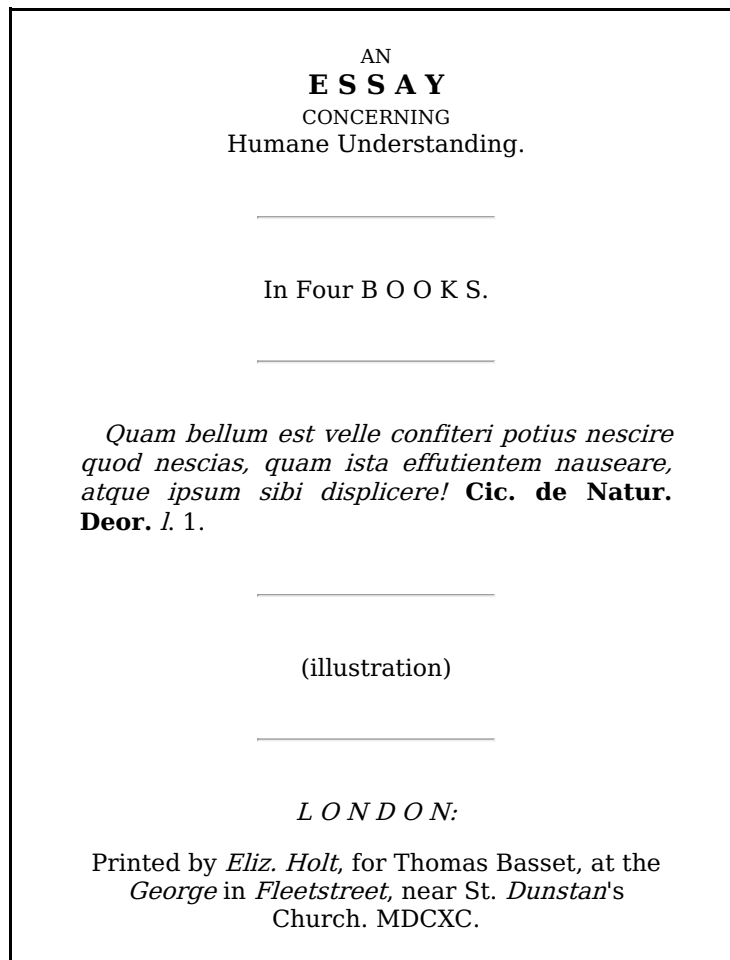 AN
E S S A Y
CONCERNING
Humane Understanding.
In Four B O O K S.
Quam bellum est velle confiteri potius nescire
quod nescias, quam ista effutientem nauseare,
atque ipsum sibi displicere! Cic. de Natur.
Deor. l. 1.
(illustration)
L O N D O N:
Printed by Eliz. Holt, for Thomas Basset, at the
George in Fleetstreet, near St. Dunstan's
Church. MDCXC.